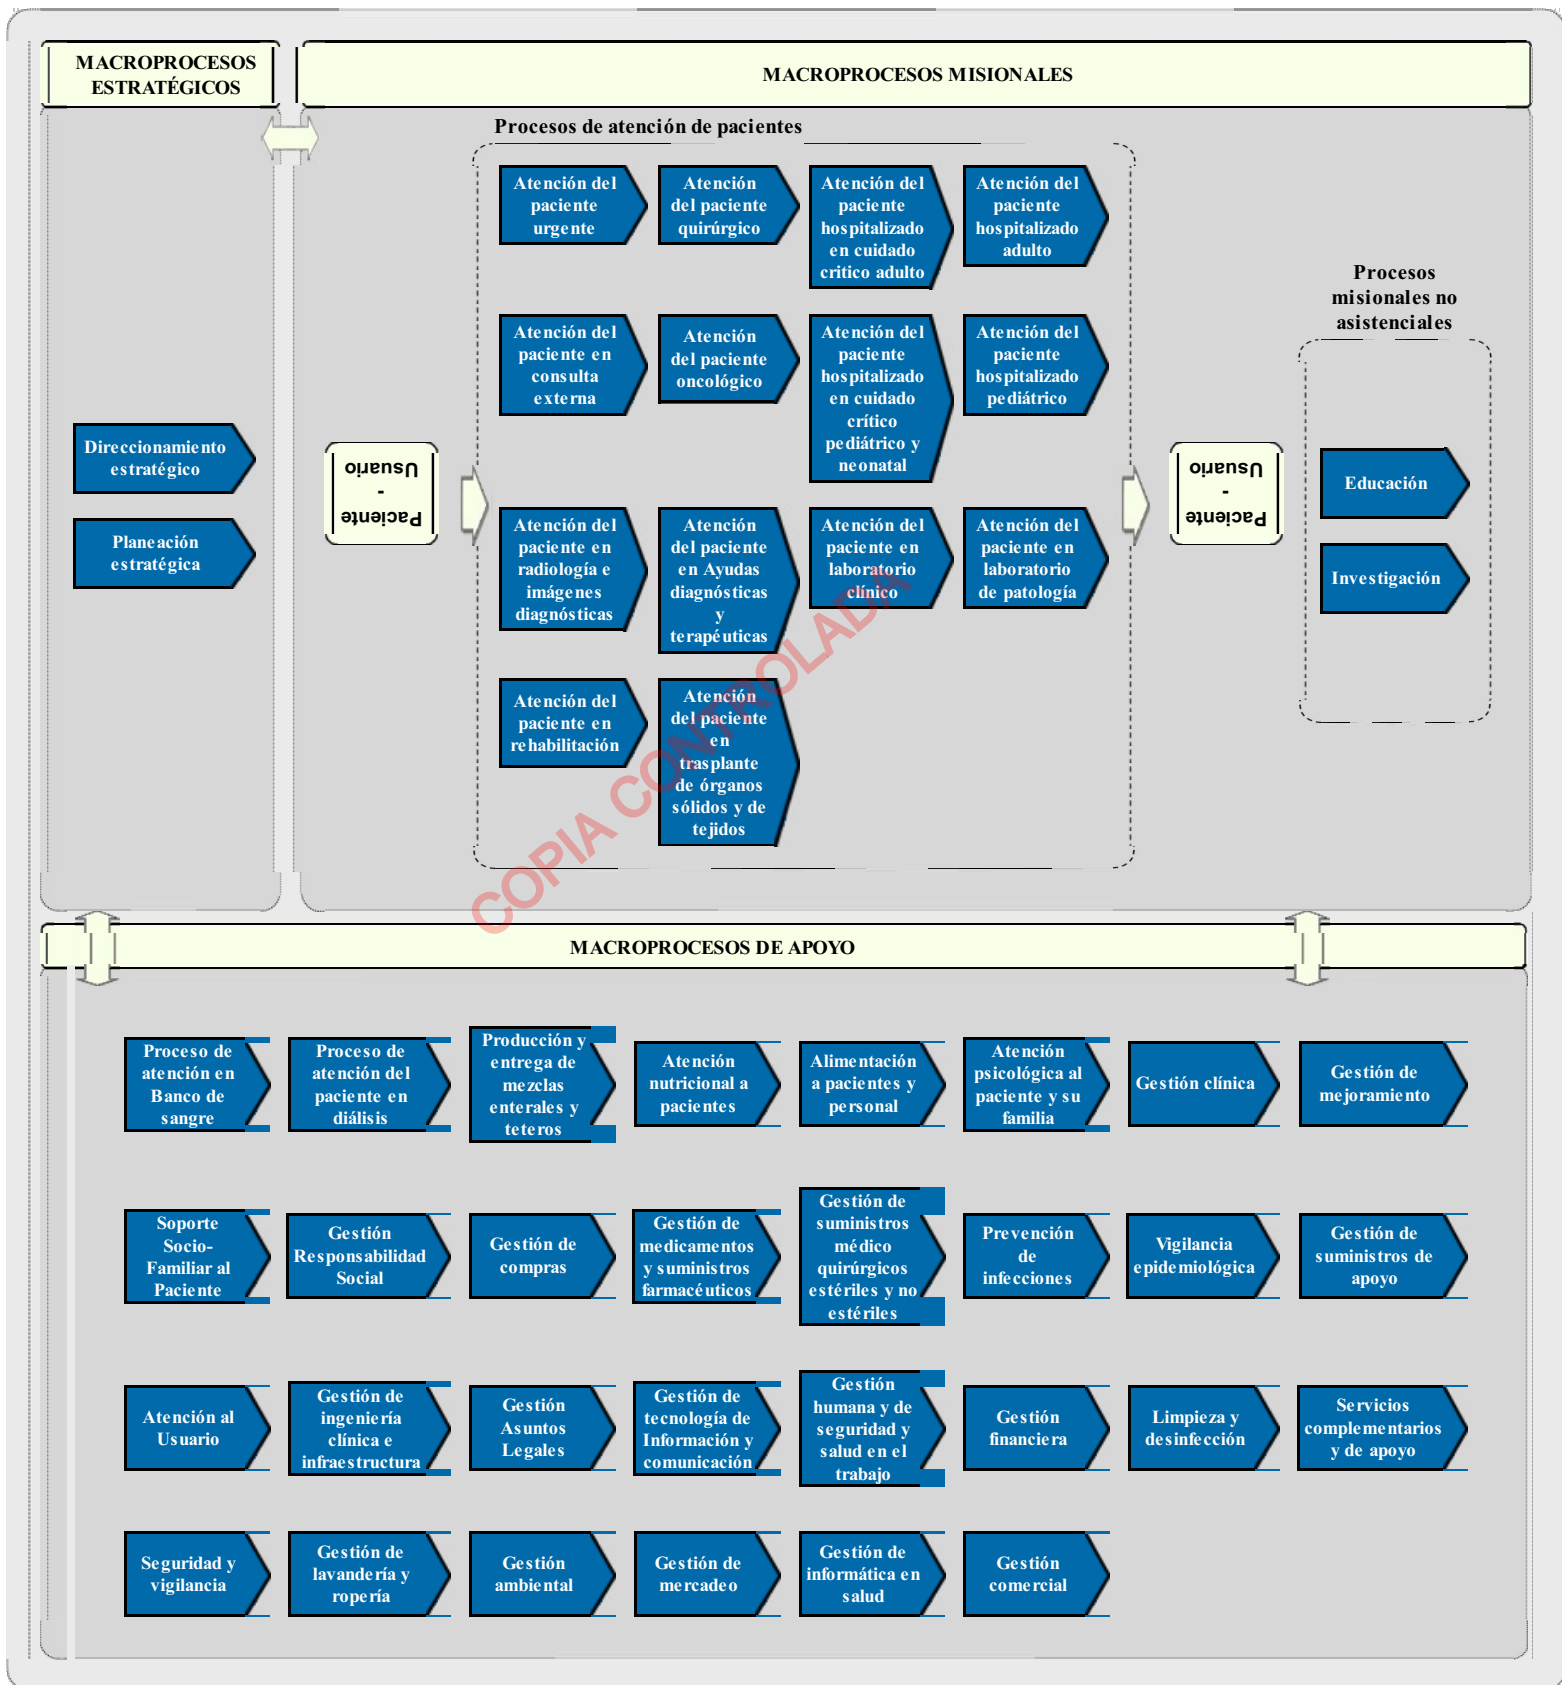 MACROPROCESOS
ESTRATÉGICOS
MACROPROCESOS MISIONALES
Procesos de atención de pacientes
Atención del
paciente
urgente
Atención
del paciente
quirúrgico
Atención del
paciente
hospitalizado
en cuidado
critico adulto
Atención del
paciente
hospitalizado
adulto
Atención del
paciente en
consulta
externa
Atención
del paciente
oncológico
Atención del
paciente
hospitalizado
en cuidado
crítico
pediátrico y
neonatal
Atención del
paciente
hospitalizado
pediátrico
Atención del
paciente en
radiología e
imágenes
diagnósticas
Atención
del paciente
en Ayudas
diagnósticas
y
terapéuticas
Atención del
paciente en
laboratorio
clínico
Atención del
paciente en
laboratorio
de patología
Atención del
paciente en
rehabilitación
Atención
del paciente
en
trasplante
de órganos
sólidos y de
tejidos
Direccionamiento
estratégico
Planeación
estratégica
Paciente
-
Usuario
Paciente
-
Usuario
Procesos
misionales no
asistenciales
Educación
Investigación
COPIA CONTROLADA
MACROPROCESOS DE APOYO
Proceso de
atención en
Banco de
sangre
Proceso de
atención del
paciente en
diálisis
Producción y
entrega de
mezclas
enterales y
teteros
Atención
nutricional a
pacientes
Alimentación
a pacientes y
personal
Atención
psicológica al
paciente y su
familia
Gestión clínica
Gestión de
mejoramiento
Soporte
Socio-
Familiar al
Paciente
Gestión
Responsabilidad
Social
Gestión de
compras
Gestión de
medicamentos
y suministros
farmacéuticos
Gestión de
suministros
médico
quirúrgicos
estériles y no
estériles
Prevención
de
infecciones
Vigilancia
epidemiológica
Gestión de
suministros de
apoyo
Atención al
Usuario
Gestión de
ingeniería
clínica e
infraestructura
Gestión
Asuntos
Legales
Gestión de
tecnología de
Información y
comunicación
Gestión
humana y de
seguridad y
salud en el
trabajo
Gestión
financiera
Limpieza y
desinfección
Servicios
complementarios
y de apoyo
Seguridad y
vigilancia
Gestión de
lavandería y
ropería
Gestión
ambiental
Gestión de
mercadeo
Gestión de
informática en
salud
Gestión
comercial